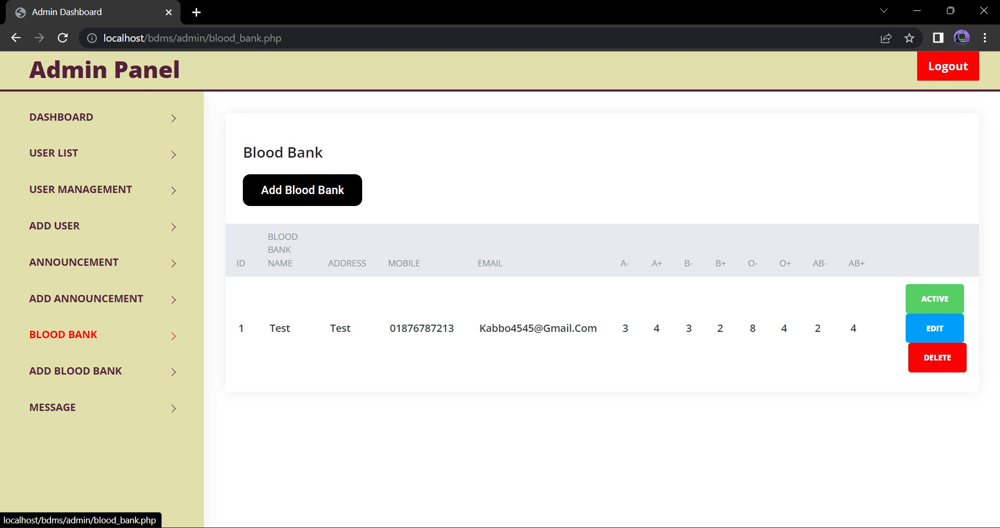 Admin Dashboard
localhost/bdms/admin/blood_bank.php
Admin Panel
Logout
DASHBOARD
USER LIST
USER MANAGEMENT
ADD USER
ANNOUNCEMENT
ADD ANNOUNCEMENT
BLOOD BANK
ADD BLOOD BANK
MESSAGE
Blood Bank
Add Blood Bank
ID BLOOD BANK NAME ADDRESS MOBILE EMAIL A- A+ B- B+ O- O+ AB- AB+
1 Test Test 01876787213 Kabbo4545@Gmail.Com 3 4 3 2 8 4 2 4
ACTIVE
EDIT
DELETE
localhost/bdms/admin/blood_bank.php